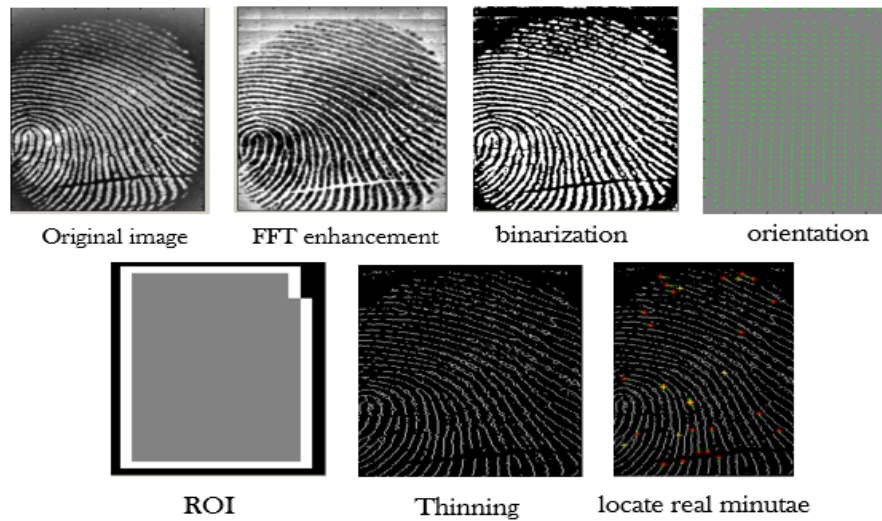 Original image
FFT enhancement
binarization
orientation
ROI
Thinning
locate real minutae